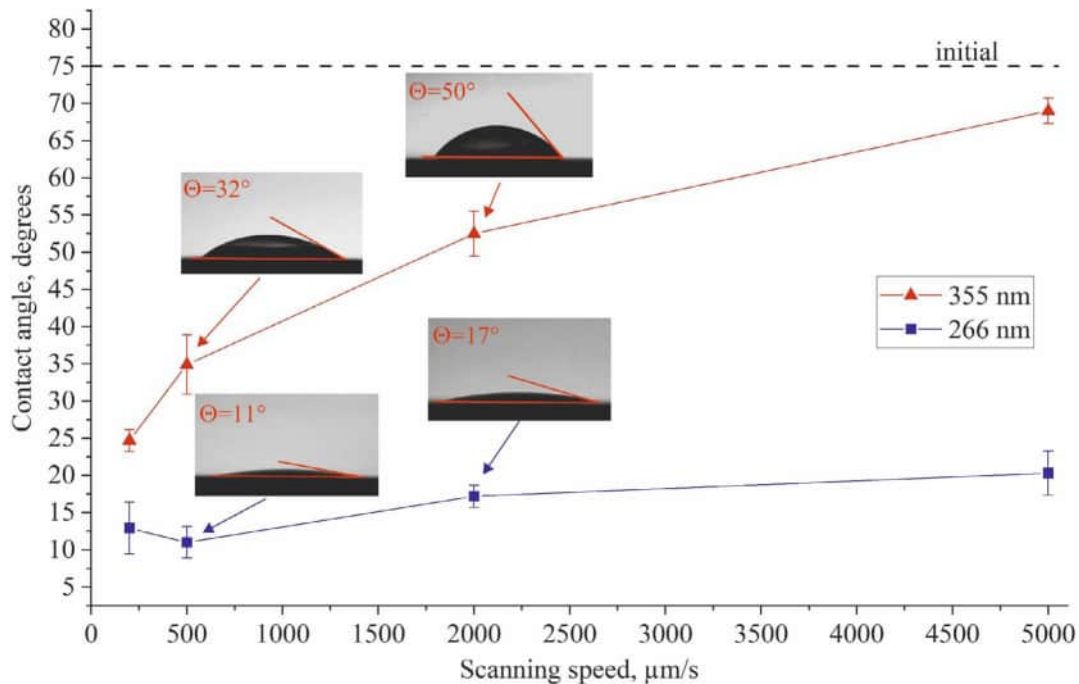 initial
Θ=50°
Θ=32°
Θ=17°
Θ=11°
355 nm
266 nm
Contact angle, degrees
80
75
70
65
60
55
50
45
40
35
30
25
20
15
10
5
0 500 1000 1500 2000 2500 3000 3500 4000 4500 5000
Scanning speed, µm/s